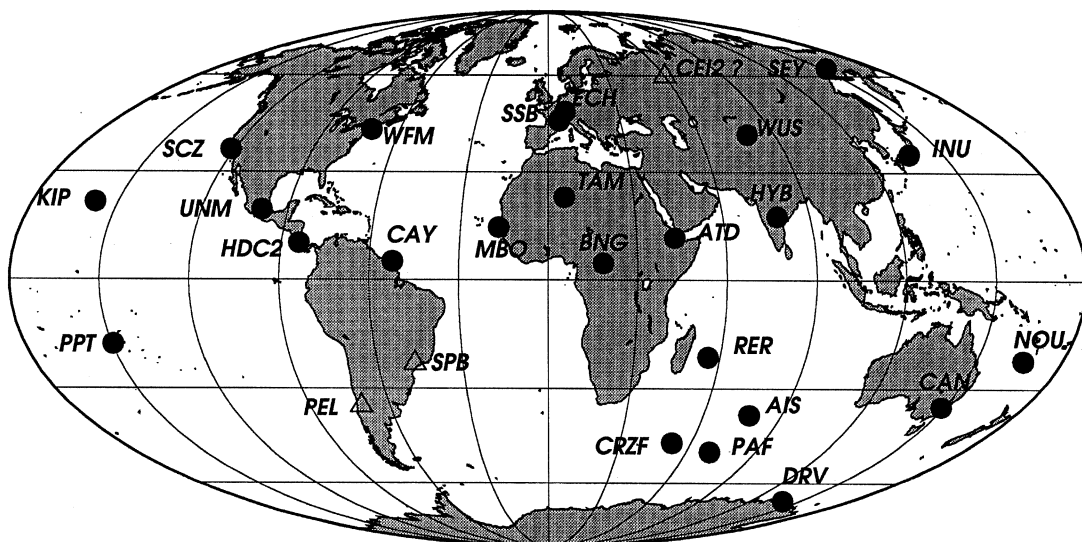 CEI2 ?
SEY
ECH
SSB
WFM
WUS
SCZ
INU
KIP
TAM
HYB
UNM
HDC2
CAY
MBO
BNG
ATD
PPT
RER
NOU
SPB
CAN
PEL
AIS
CRZF
PAF
DRV